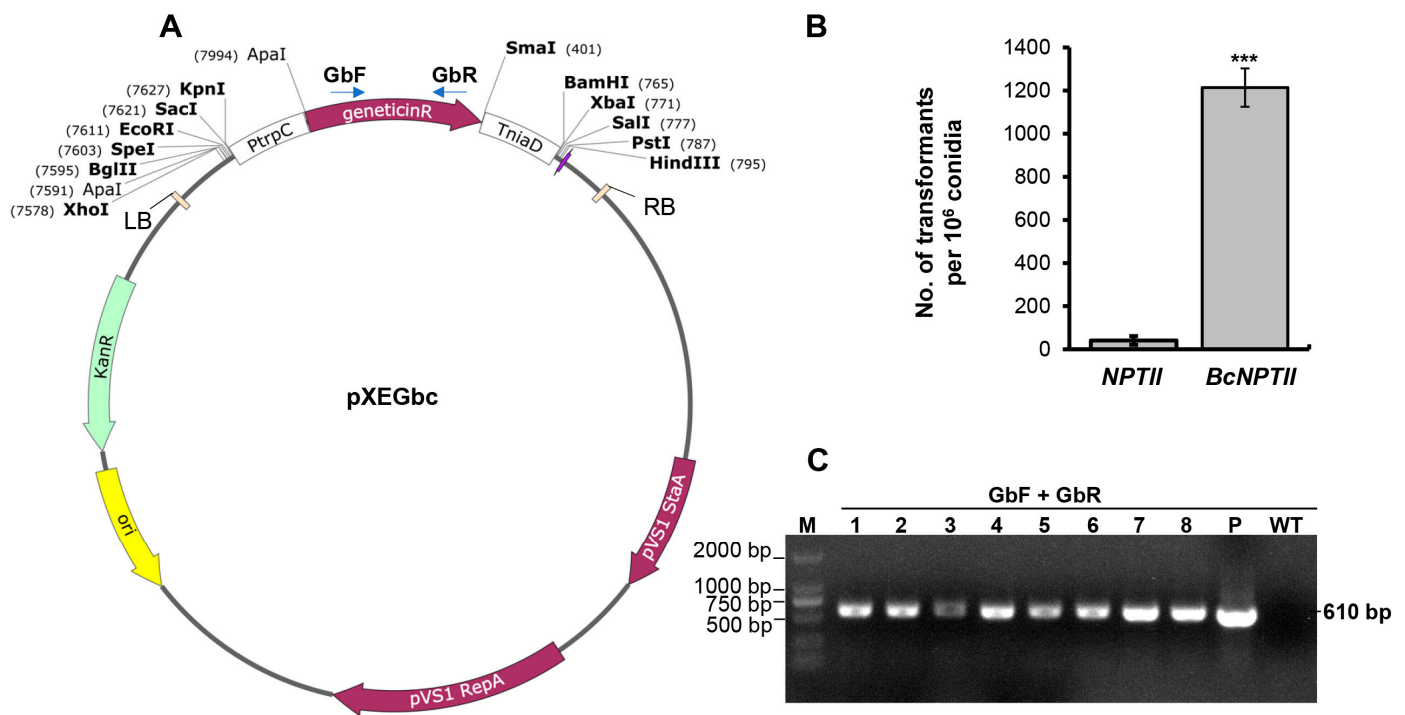 A
(7994) ApaI
SmaI (401)
GbF
GbR
(7627) KpnI
(7621) SacI
(7611) EcoRI
(7603) SpeI
(7595) BglII
(7591) ApaI
(7578) XhoI
PtrpC
geneticinR
TniaD
BamHI (765)
XbaI (771)
SalI (777)
PstI (787)
HindIII (795)
LB
RB
KanR
pXEGbc
ori
pVS1 StaA
pVS1 RepA
B
No. of transformants
per 10⁶ conidia
1400
1200
1000
800
600
400
200
0
***
NPTII
BcNPTII
C
GbF + GbR
M 1 2 3 4 5 6 7 8 P WT
2000 bp
1000 bp
750 bp
500 bp
610 bp